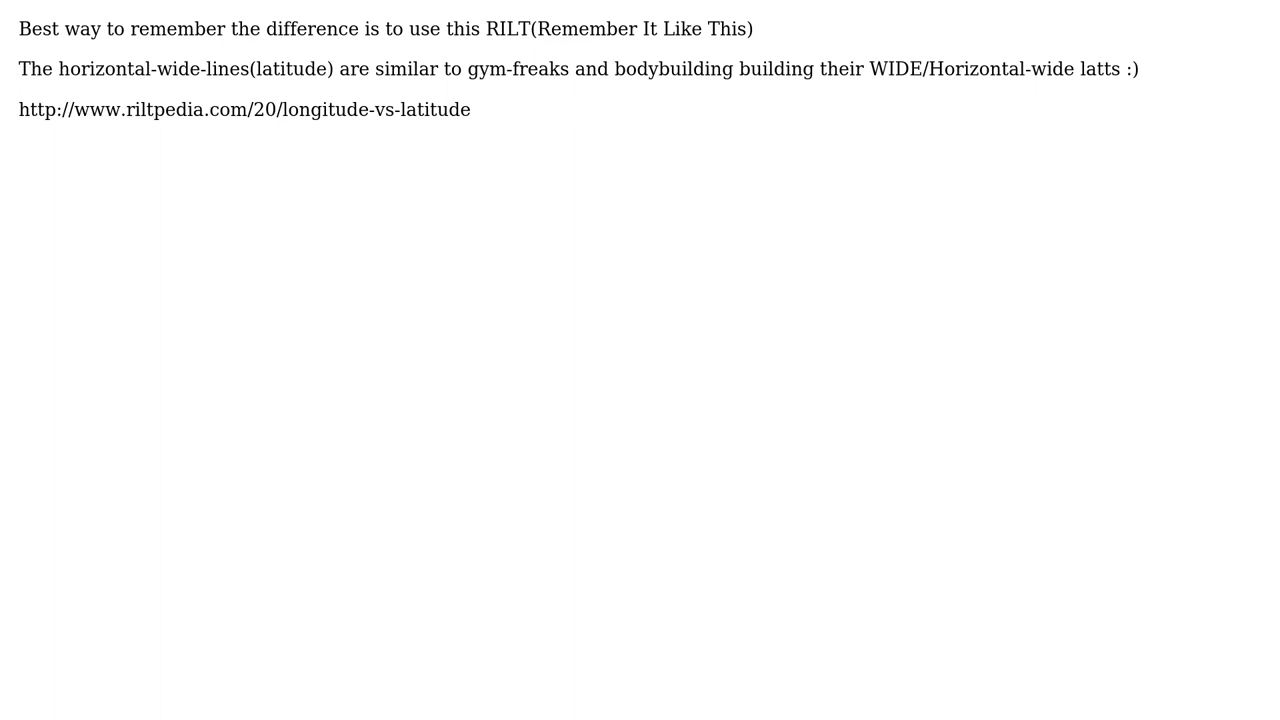 Best way to remember the difference is to use this RILT(Remember It Like This)
The horizontal-wide-lines(latitude) are similar to gym-freaks and bodybuilding building their WIDE/Horizontal-wide latts :)
http://www.riltpedia.com/20/longitude-vs-latitude